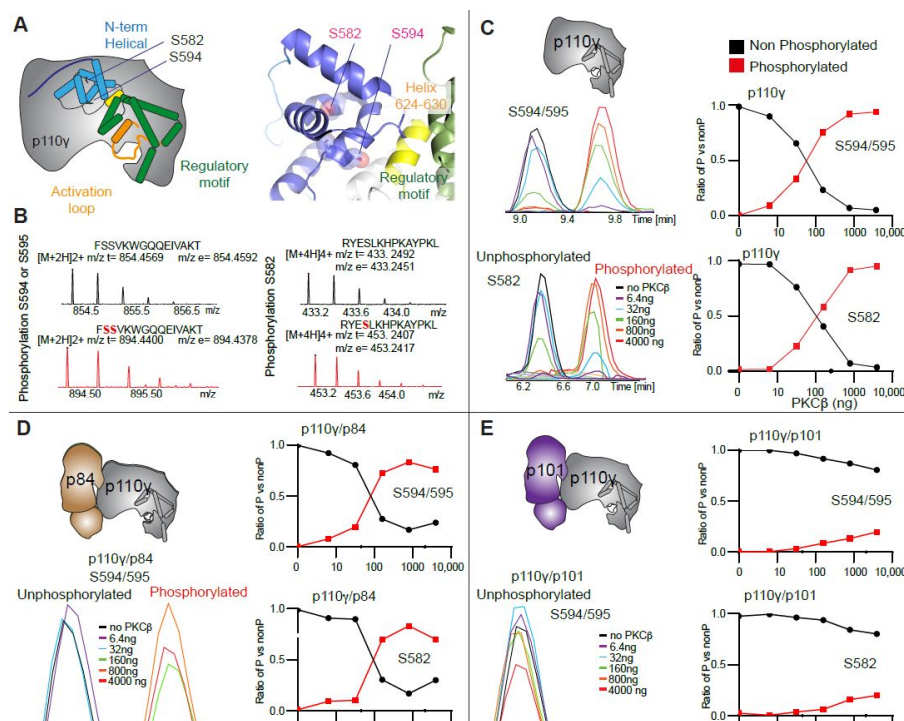 A
N-term
Helical
S582
S594
p110γ
Activation
loop
Regulatory
motif
S582
S594
Helix
624-630
Regulatory
motif
B
Phosphorylation S594 or S595
FSSVKWGQQEIVAKT
[M+2H]2+ m/z t= 854.4569 m/z e= 854.4592
854.5 855.5 856.5 m/z
FSSVKWGQQEIVAKT
[M+2H]2+ m/z t= 894.4400 m/z e= 894.4378
894.50 895.50 m/z
Phosphorylation S582
RYESLKHPKAYPKL
[M+4H]4+ m/z t= 433.2492
m/z e= 433.2451
433.2 433.6 434.0 m/z
RYESLKHPKAYPKL
[M+4H]4+ m/z t= 453.2407
m/z e= 453.2417
453.2 453.6 454.0 m/z
C
p110γ
S594/595
9.0 9.4 9.8 Time [min]
Unphosphorylated
S582
Phosphorylated
no PKCβ
6.4ng
32ng
160ng
800ng
4000 ng
6.2 6.6 7.0 Time [min]
Non Phosphorylated
Phosphorylated
p110γ
Ratio of P vs nonP
1.0
0.5
0.0
S594/595
0 10 100 1000 10,000
p110γ
Ratio of P vs nonP
1.0
0.5
0.0
S582
0 10 100 1000 10,000
PKCβ (ng)
D
p84
p110γ
p110γ/p84
S594/595
Unphosphorylated
Phosphorylated
no PKCβ
6.4ng
32ng
160ng
800ng
4000 ng
p110γ/p84
Ratio of P vs nonP
1.0
0.5
0.0
S594/595
0 10 100 1000 10,000
p110γ/p84
Ratio of P vs nonP
1.0
0.5
0.0
S582
E
p101
p110γ
p110γ/p101
Unphosphorylated
S594/595
no PKCβ
6.4ng
32ng
160ng
800ng
4000 ng
p110γ/p101
Ratio of P vs nonP
1.0
0.5
0.0
S594/595
0 10 100 1000 10,000
p110γ/p101
Ratio of P vs nonP
1.0
0.5
0.0
S582